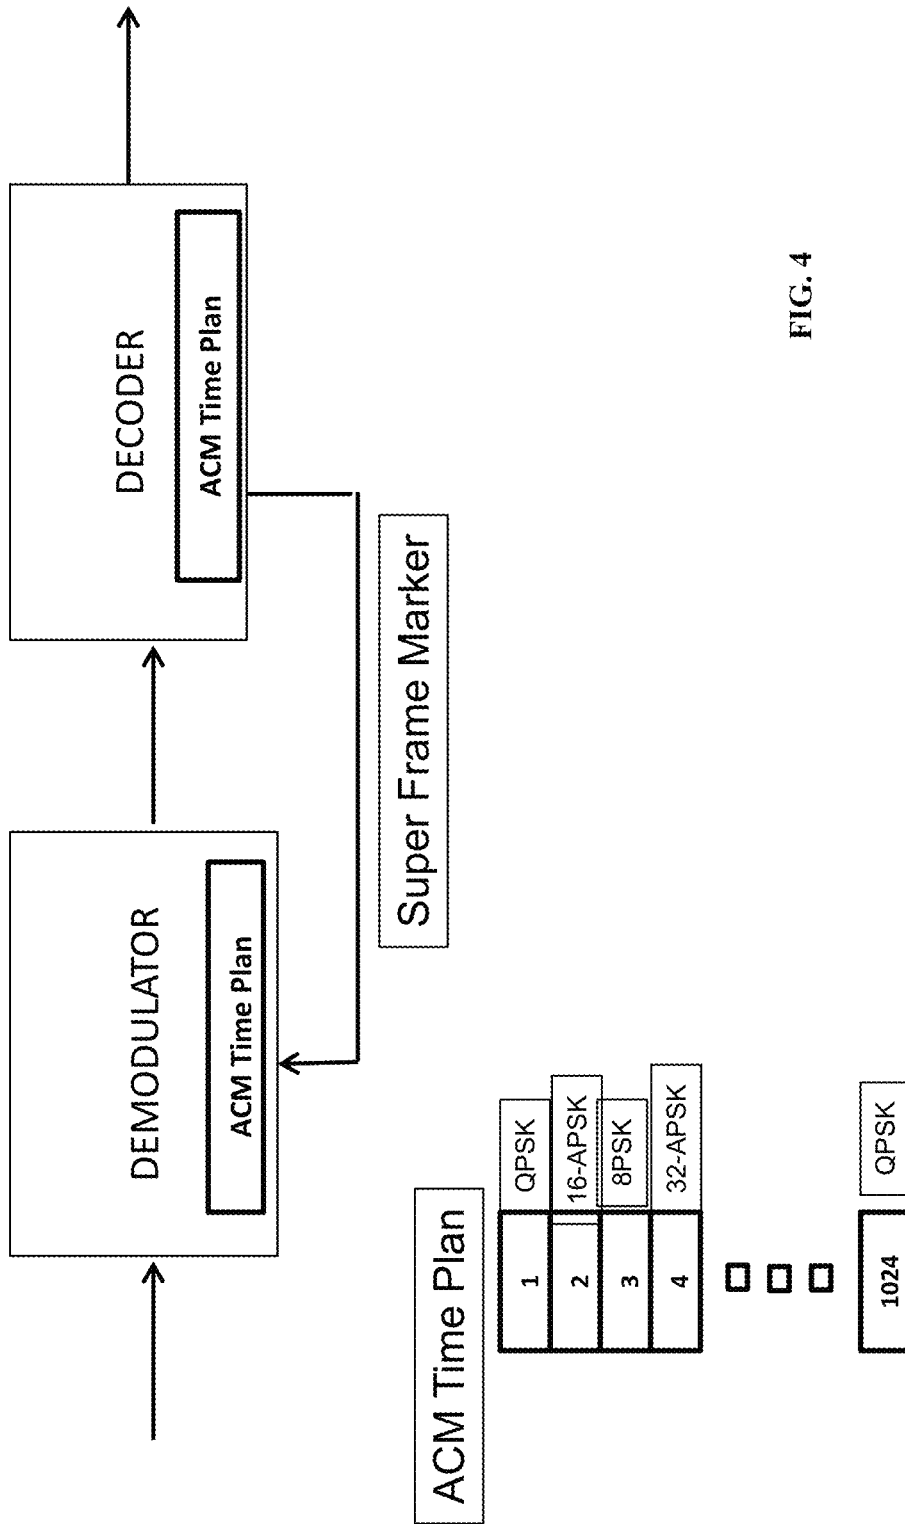 DEMODULATOR
ACM Time Plan
DECODER
ACM Time Plan
Super Frame Marker
ACM Time Plan
1 QPSK
2 16-APSK
3 8PSK
4 32-APSK
1024 QPSK
FIG. 4